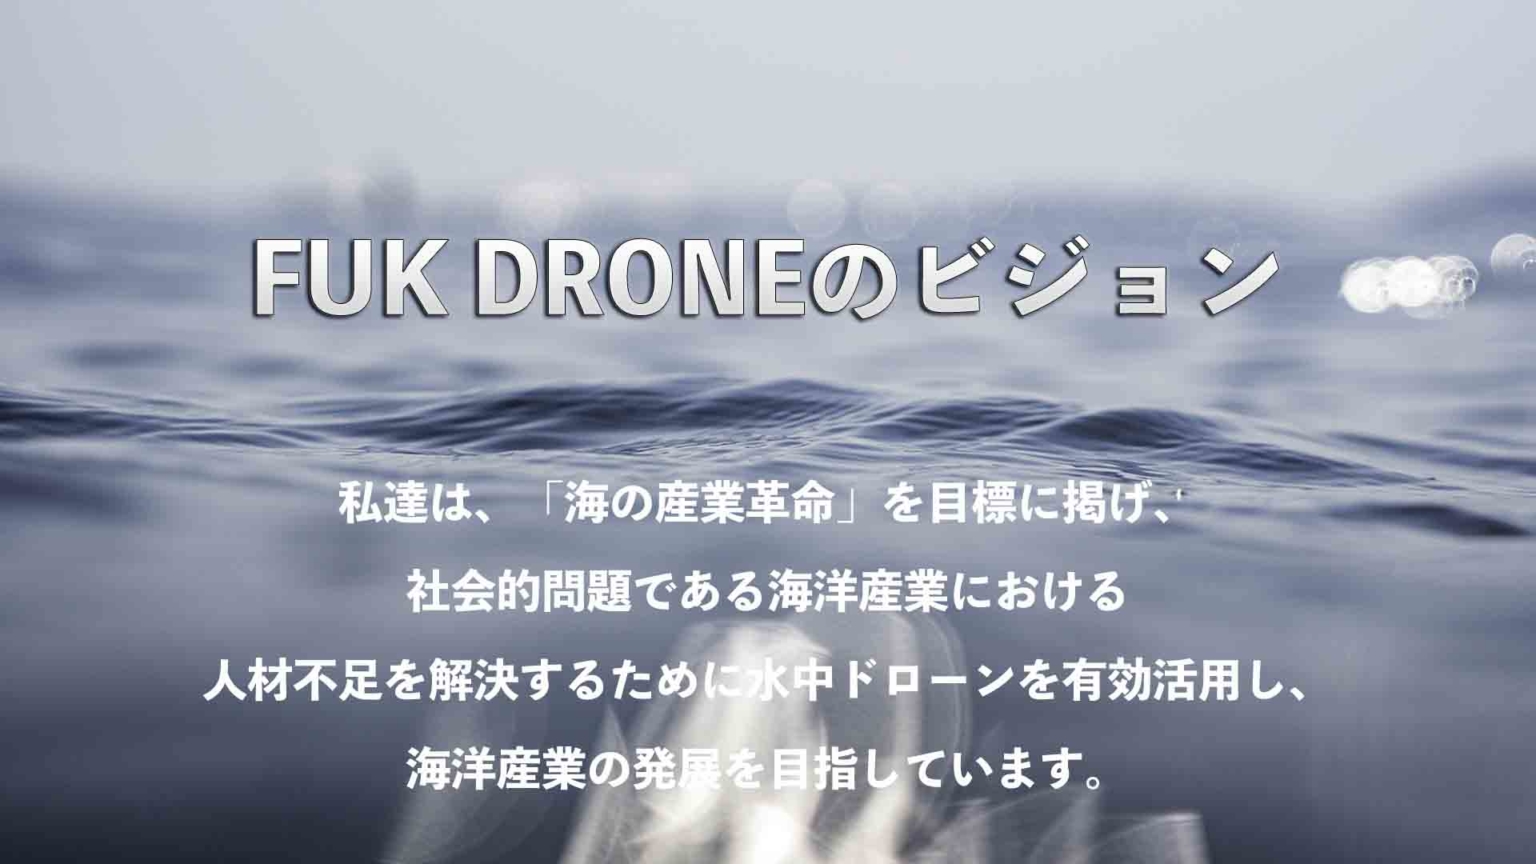 FUK DRONEのビジョン
私達は、「海の産業革命」を目標に掲げ、
社会的問題である海洋産業における
人材不足を解決するために水中ドローンを有効活用し、
海洋産業の発展を目指しています。